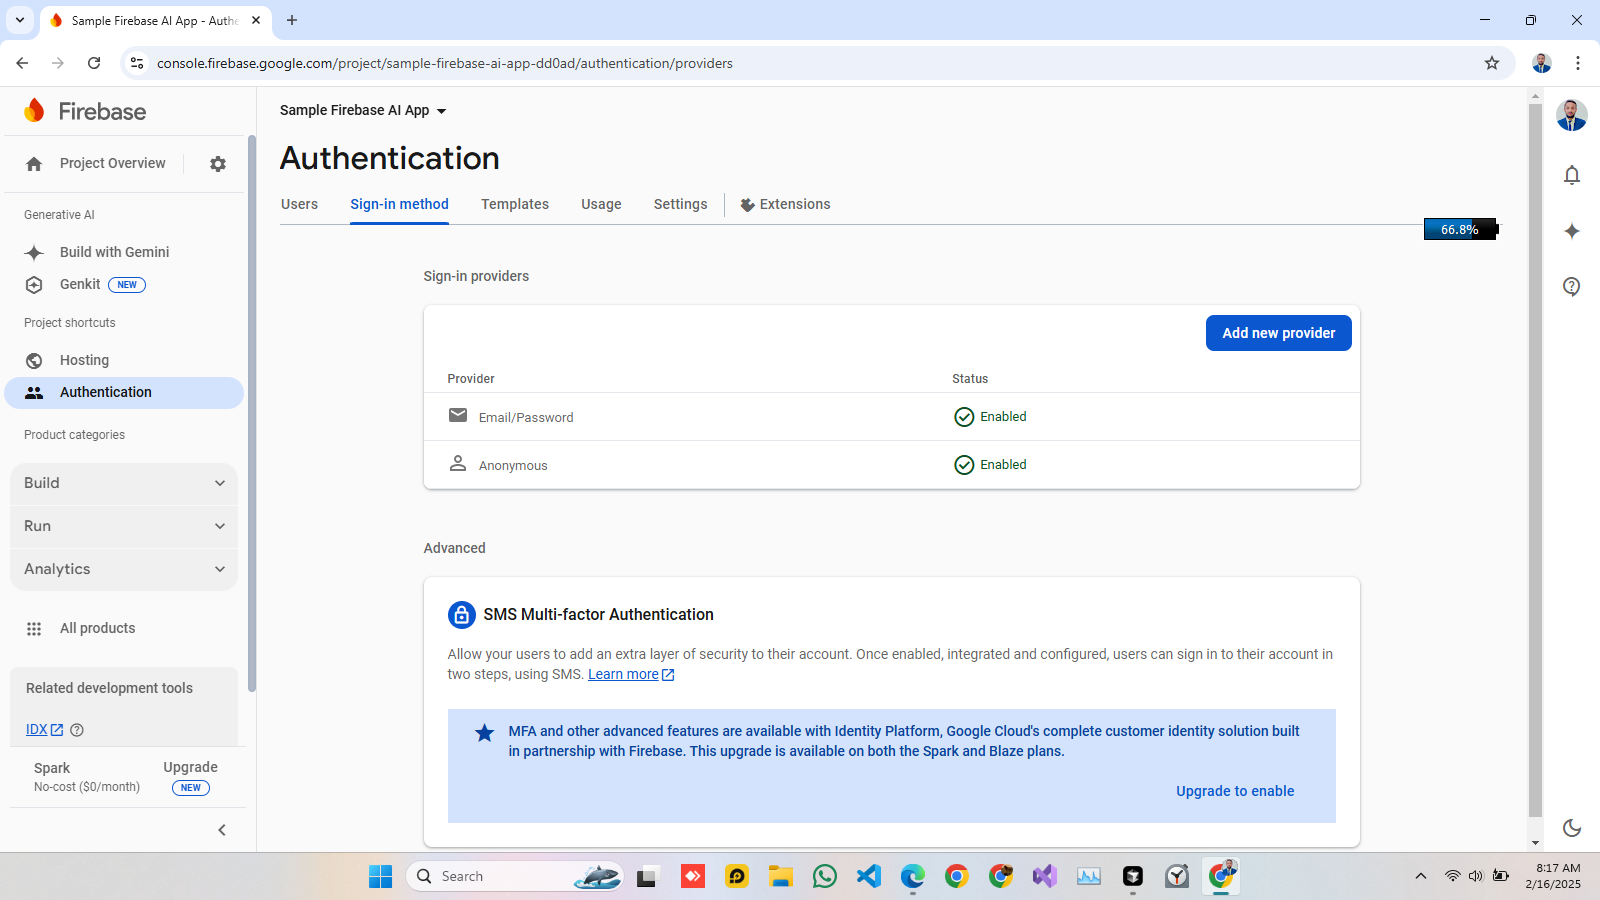 Sample Firebase AI App - Authe
console.firebase.google.com/project/sample-firebase-ai-app-dd0ad/authentication/providers
Firebase
Project Overview
Generative AI
Build with Gemini
Genkit NEW
Project shortcuts
Hosting
Authentication
Product categories
Build
Run
Analytics
All products
Related development tools
IDX
Spark
No-cost ($0/month)
Upgrade
NEW
Sample Firebase AI App
Authentication
Users Sign-in method Templates Usage Settings Extensions
66.8%
Sign-in providers
Add new provider
Provider Status
Email/Password Enabled
Anonymous Enabled
Advanced
SMS Multi-factor Authentication
Allow your users to add an extra layer of security to their account. Once enabled, integrated and configured, users can sign in to their account in
two steps, using SMS. Learn more
MFA and other advanced features are available with Identity Platform, Google Cloud's complete customer identity solution built
in partnership with Firebase. This upgrade is available on both the Spark and Blaze plans.
Upgrade to enable
Search
8:17 AM
2/16/2025